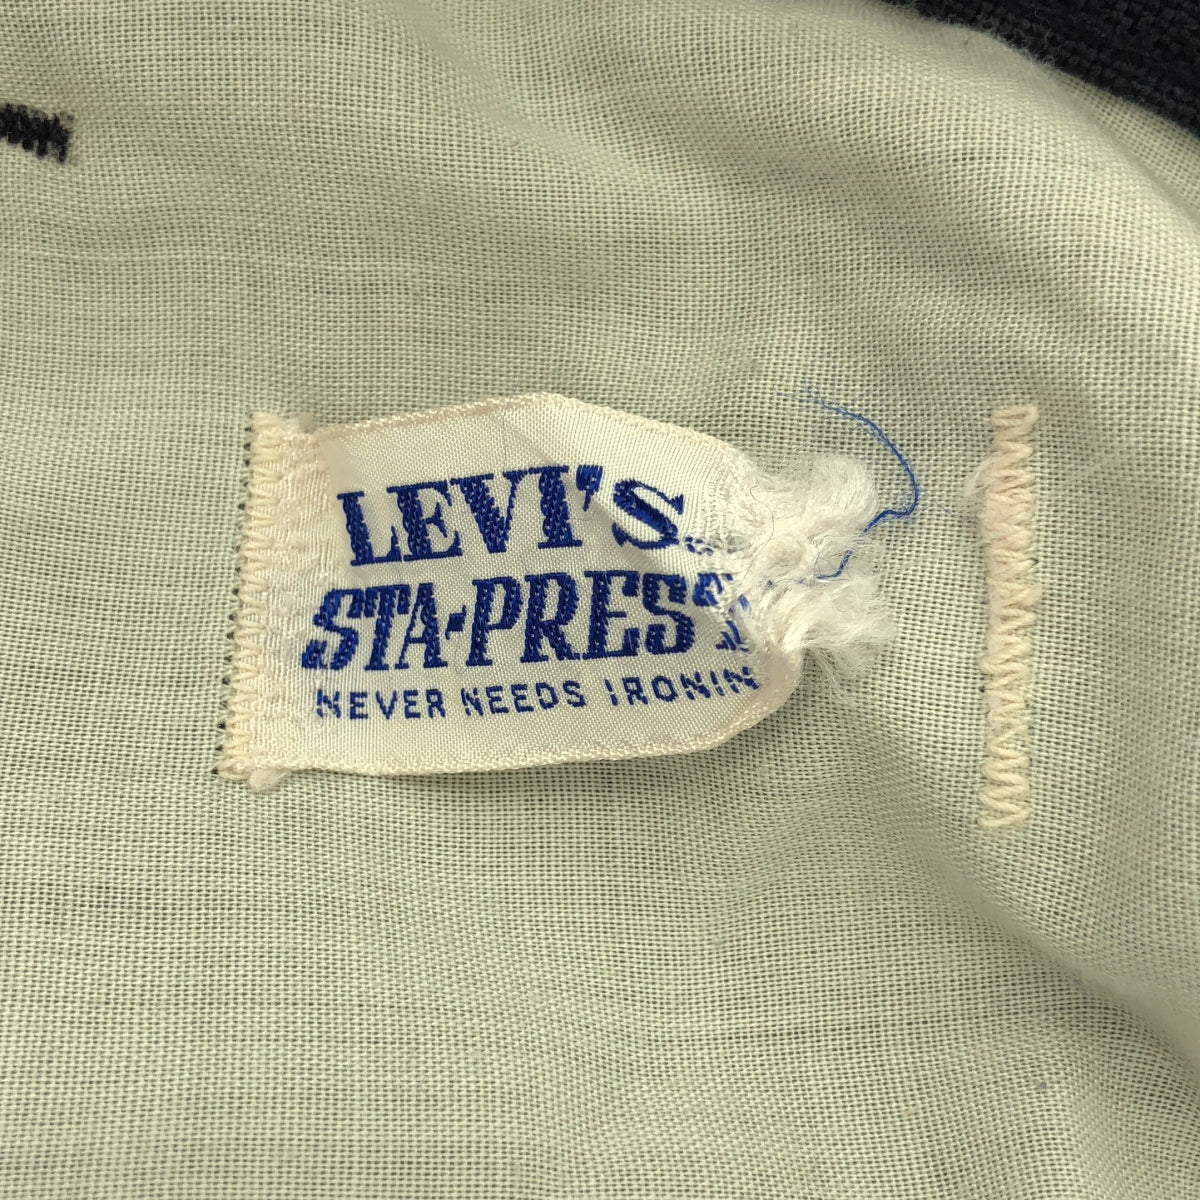 LEVI'S
STA-PRES
NEVER NEEDS IRONIN